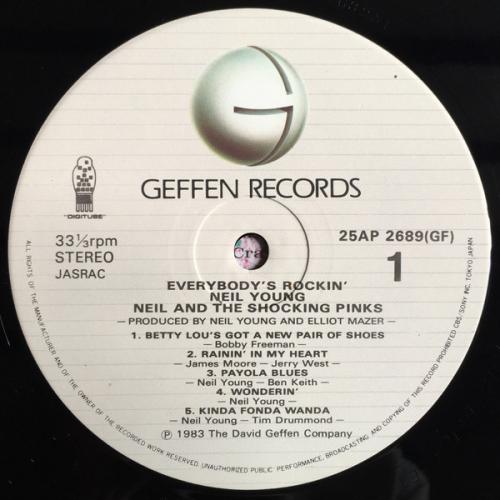 GEFFEN RECORDS
"DIGITUBE"
33⅓rpm
STEREO
JASRAC
25AP 2689(GF)
1
Cra
EVERYBODY'S ROCKIN'
NEIL YOUNG
NEIL AND THE SHOCKING PINKS
— PRODUCED BY NEIL YOUNG AND ELLIOT MAZER —
1. BETTY LOU'S GOT A NEW PAIR OF SHOES
— Bobby Freeman —
2. RAININ' IN MY HEART
— James Moore — Jerry West —
3. PAYOLA BLUES
— Neil Young — Ben Keith —
4. WONDERIN'
— Neil Young —
5. KINDA FONDA WANDA
— Neil Young — Tim Drummond —
Ⓟ 1983 The David Geffen Company
ALL RIGHTS OF THE MANUFACTURER AND OF THE OWNER OF THE RECORDED WORK RESERVED. UNAUTHORIZED PUBLIC PERFORMANCE, BROADCASTING AND COPYING OF THIS RECORD PROHIBITED CBS/SONY INC. TOKYO JAPAN